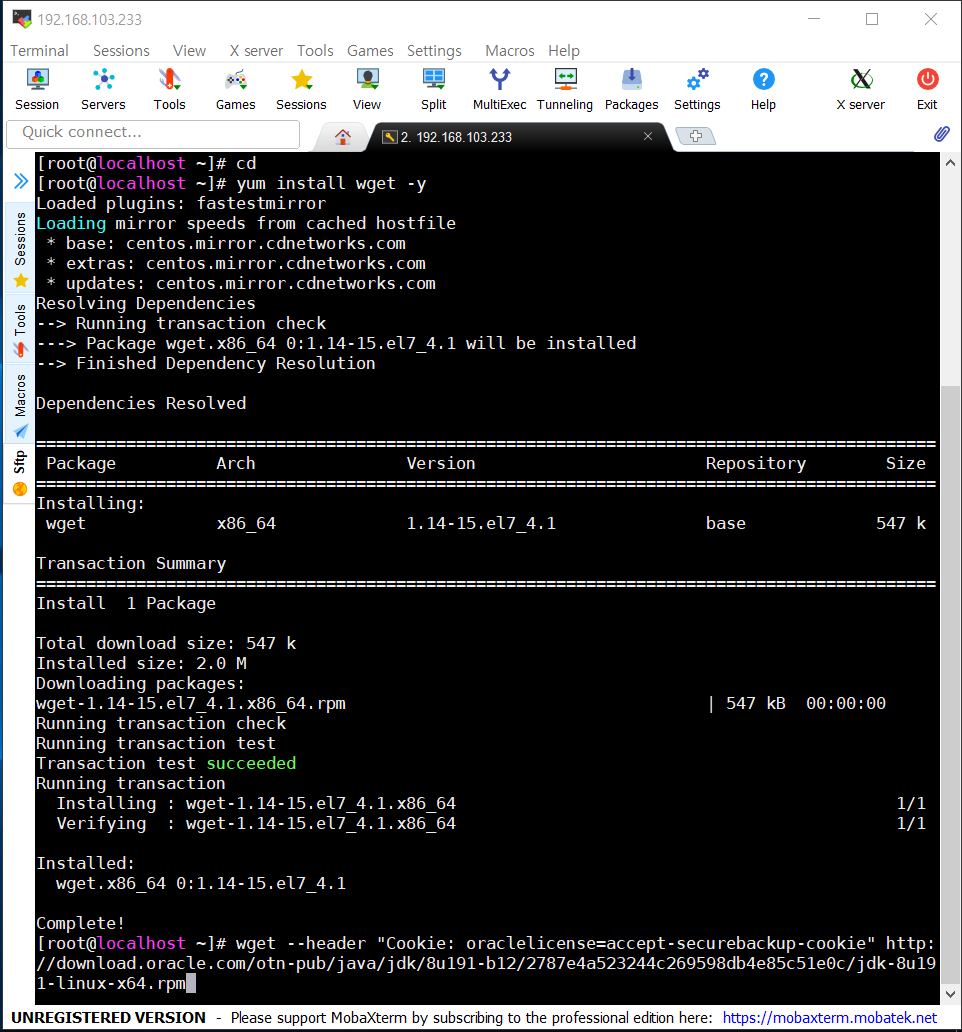 192.168.103.233
Terminal Sessions View X server Tools Games Settings Macros Help
Session Servers Tools Games Sessions View Split MultiExec Tunneling Packages Settings Help X server Exit
Quick connect...
2. 192.168.103.233
Sessions
Tools
Macros
Sftp
[root@localhost ~]# cd
[root@localhost ~]# yum install wget -y
Loaded plugins: fastestmirror
Loading mirror speeds from cached hostfile
 * base: centos.mirror.cdnetworks.com
 * extras: centos.mirror.cdnetworks.com
 * updates: centos.mirror.cdnetworks.com
Resolving Dependencies
--> Running transaction check
---> Package wget.x86_64 0:1.14-15.el7_4.1 will be installed
--> Finished Dependency Resolution
Dependencies Resolved
==========================================================================================
 Package          Arch               Version                       Repository        Size
==========================================================================================
Installing:
 wget             x86_64             1.14-15.el7_4.1               base             547 k
Transaction Summary
==========================================================================================
Install  1 Package
Total download size: 547 k
Installed size: 2.0 M
Downloading packages:
wget-1.14-15.el7_4.1.x86_64.rpm                                    | 547 kB  00:00:00
Running transaction check
Running transaction test
Transaction test succeeded
Running transaction
  Installing : wget-1.14-15.el7_4.1.x86_64                                            1/1
  Verifying  : wget-1.14-15.el7_4.1.x86_64                                            1/1
Installed:
  wget.x86_64 0:1.14-15.el7_4.1
Complete!
[root@localhost ~]# wget --header "Cookie: oraclelicense=accept-securebackup-cookie" http:
//download.oracle.com/otn-pub/java/jdk/8u191-b12/2787e4a523244c269598db4e85c51e0c/jdk-8u19
1-linux-x64.rpm
UNREGISTERED VERSION - Please support MobaXterm by subscribing to the professional edition here: https://mobaxterm.mobatek.net